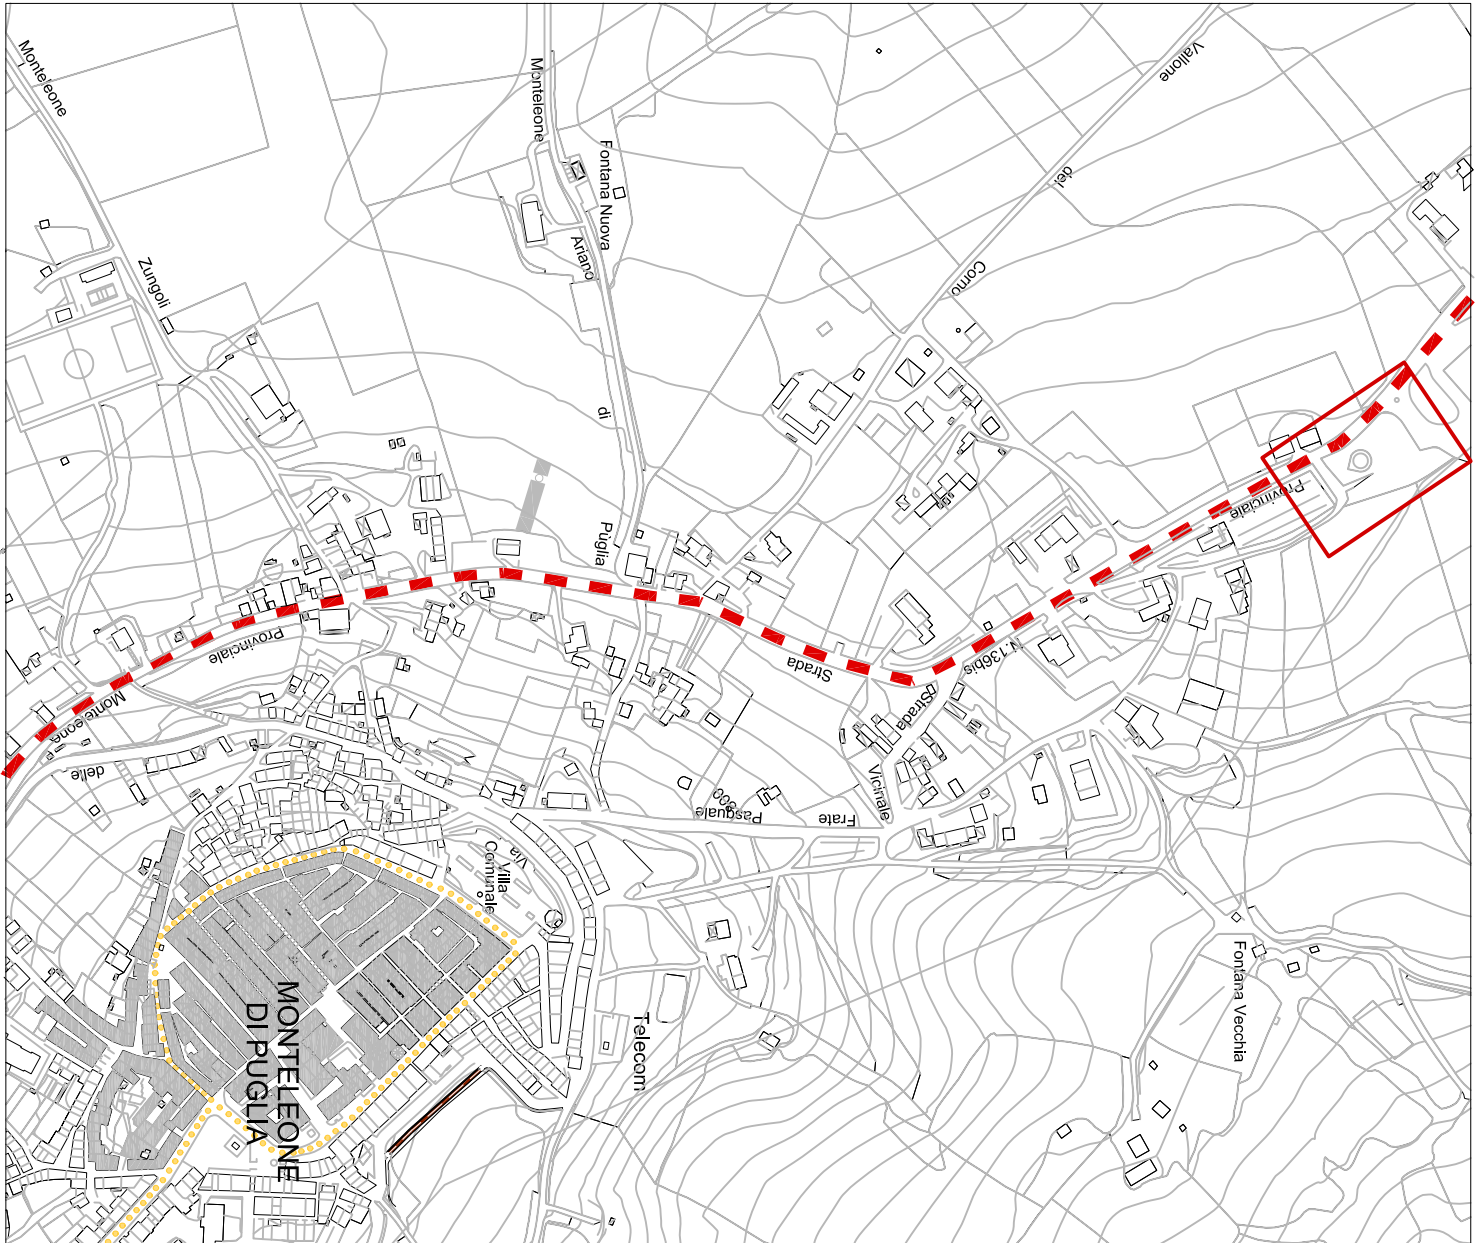 Monteleone
Zungoli
Monteleone
Fontana Nuova
Ariano
di
Puglia
Vallone
del
Corno
Provinciale
N.136bis
Strada
Strada
Vicinale
Provinciale
Monteleone
delle
Frate
Pasquale
800
Via
Villa
Comunale
Telecom
Fontana Vecchia
MONTELEONE
DI PUGLIA